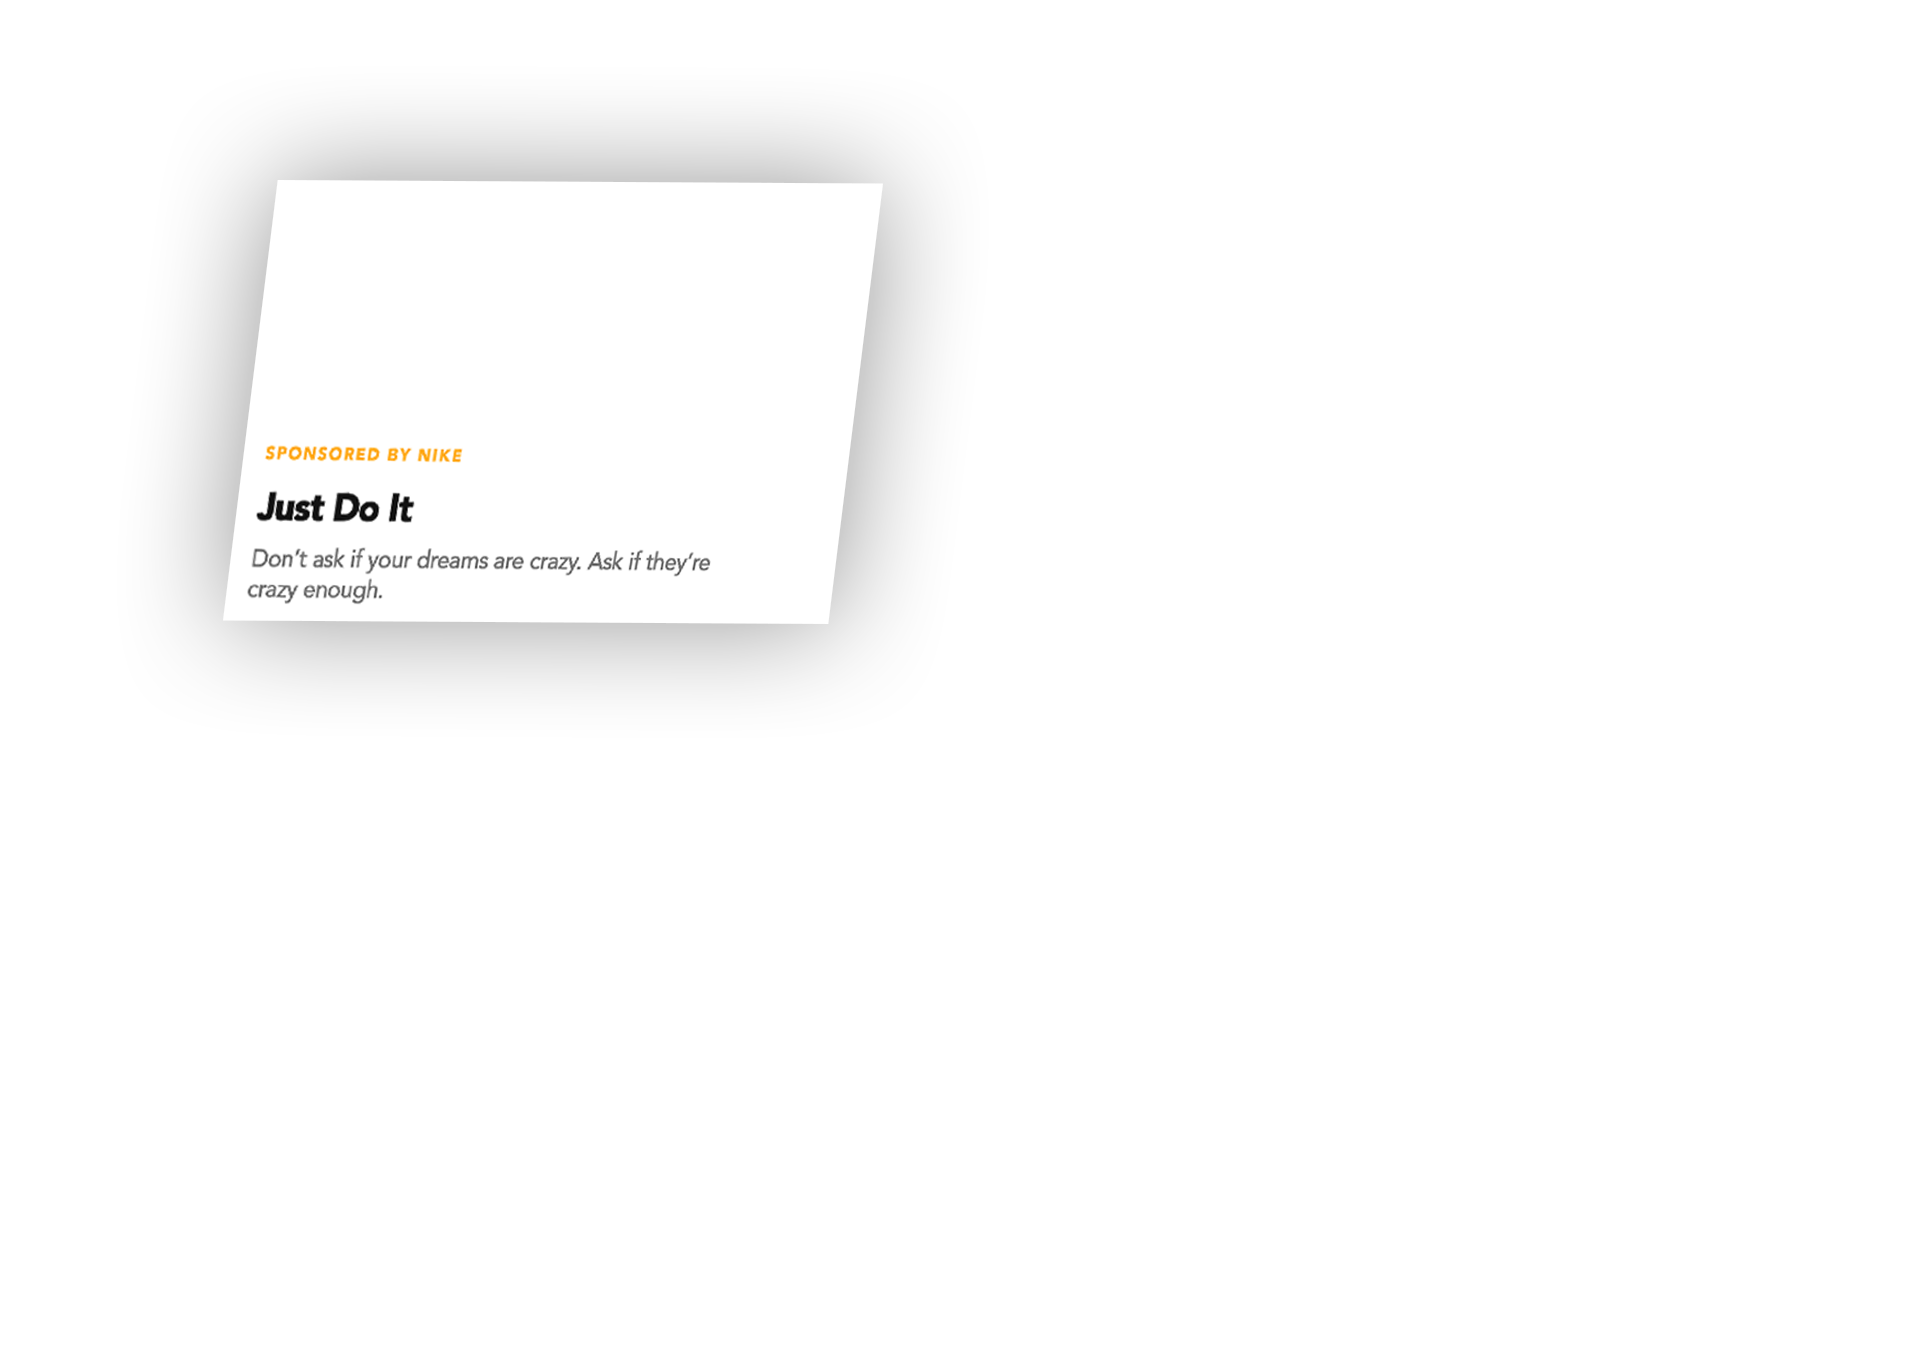 SPONSORED BY NIKE
Just Do It
Don’t ask if your dreams are crazy. Ask if they’re
crazy enough.